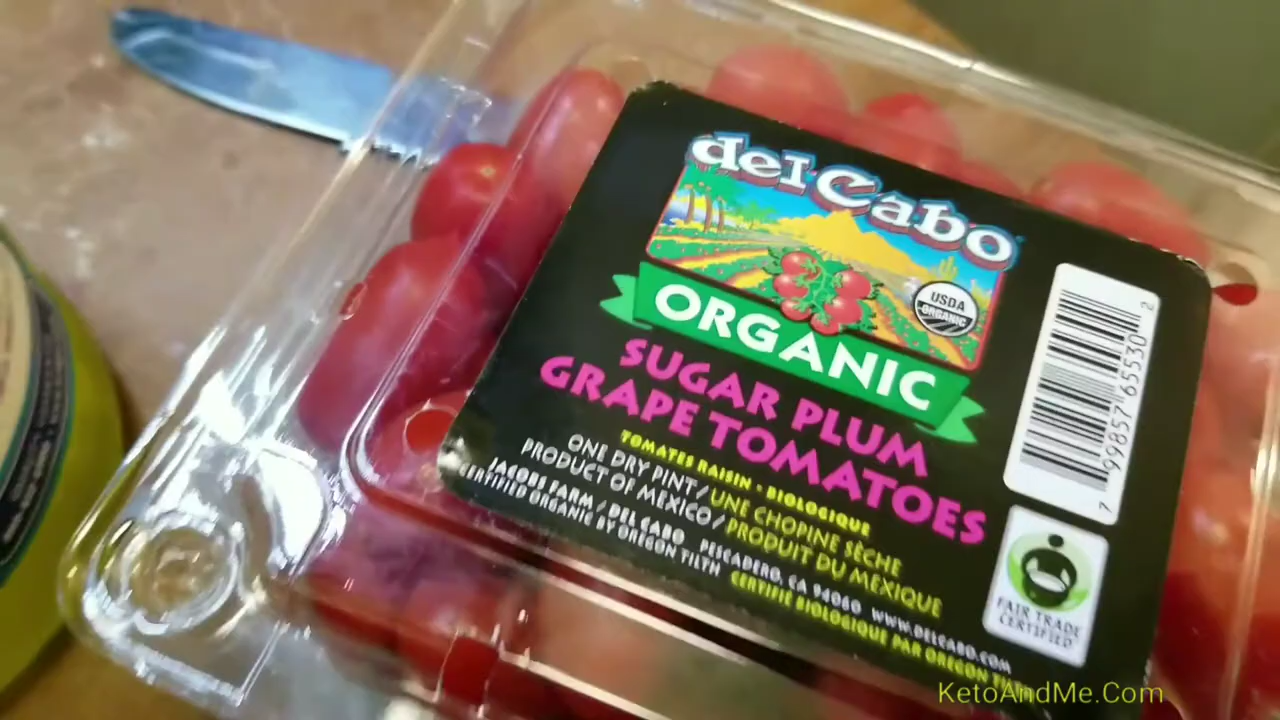 del Cabo
USDA
ORGANIC
ORGANIC
SUGAR PLUM
GRAPE TOMATOES
TOMATES RAISIN • BIOLOGIQUE
ONE DRY PINT / UNE CHOPINE SÈCHE
PRODUCT OF MEXICO / PRODUIT DU MEXIQUE
JACOBS FARM / DEL CABO PESCADERO, CA 94060 WWW.DELCABO.COM
CERTIFIED ORGANIC BY OREGON TILTH CERTIFIÉ BIOLOGIQUE PAR OREGON
7 99857 65530 2
FAIR TRADE
CERTIFIED
KetoAndMe.Com